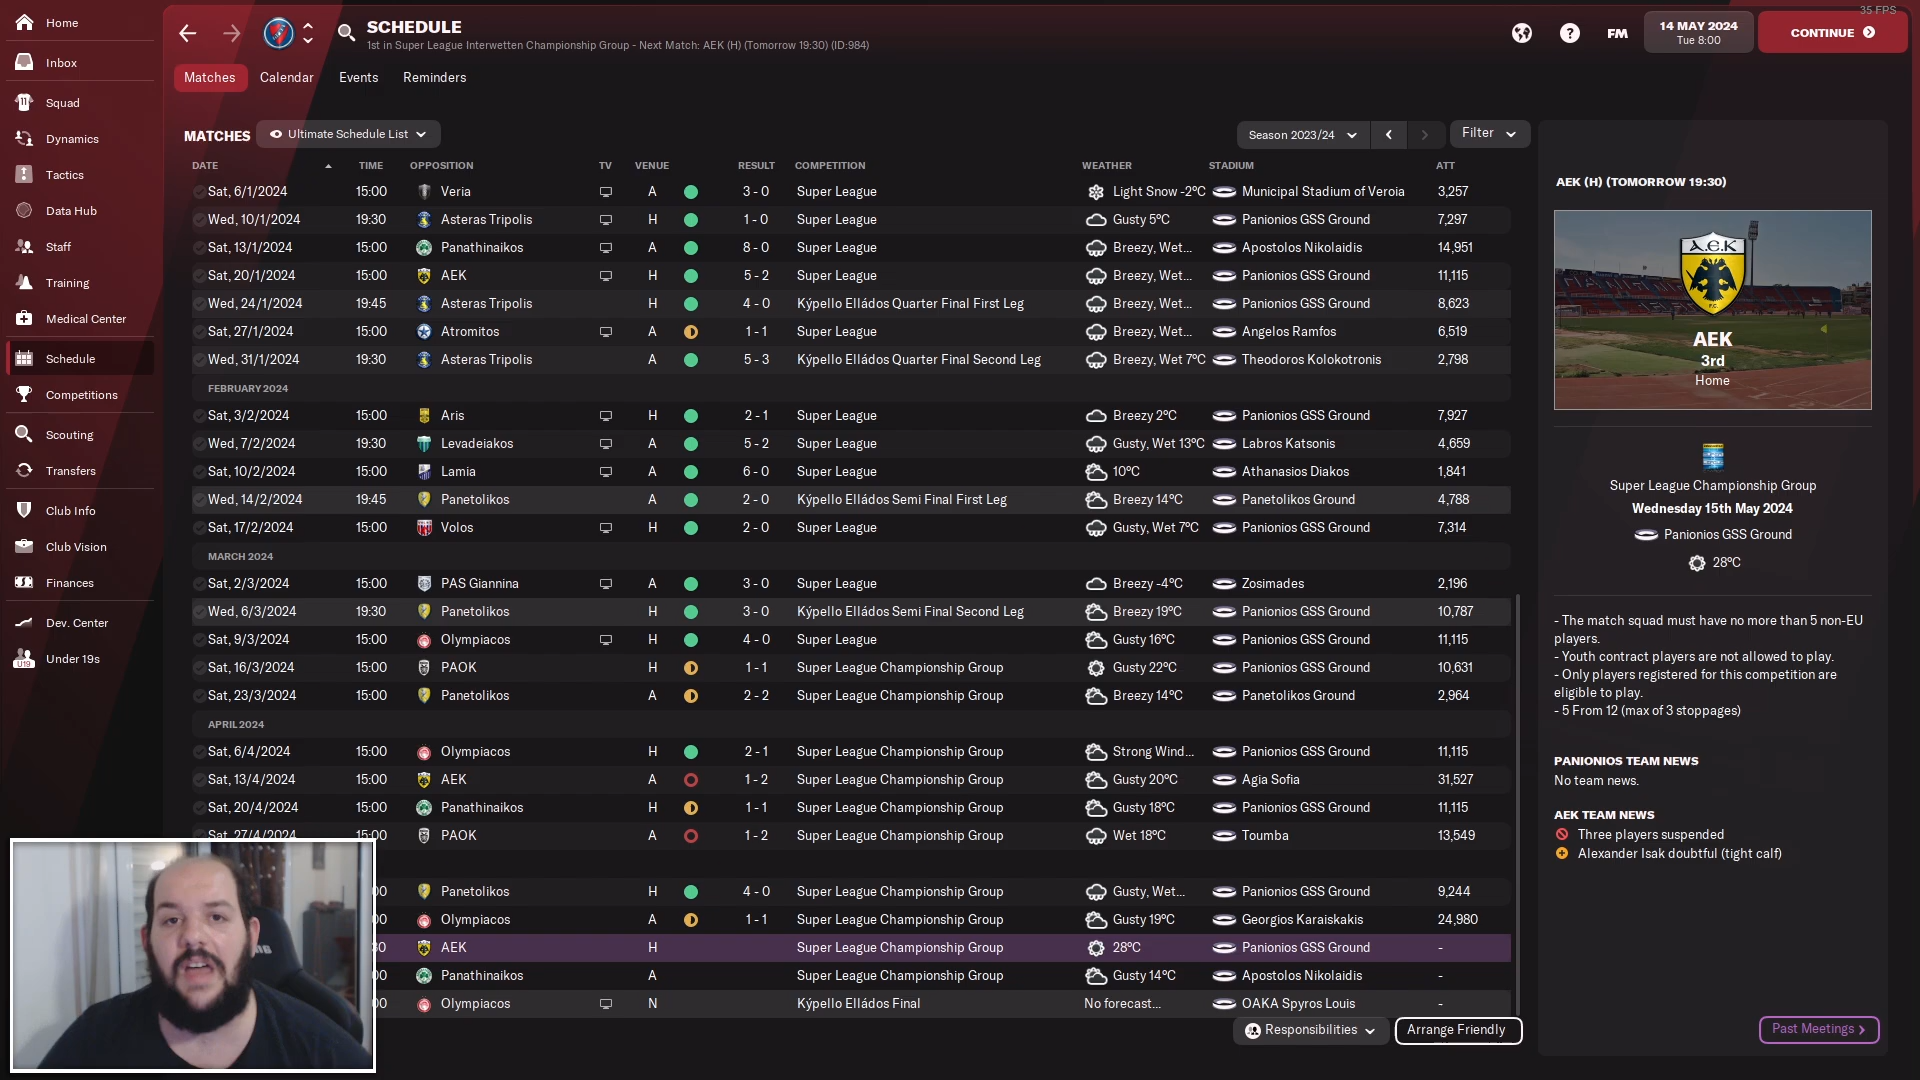 35 FPS
Home
Inbox
Squad
Dynamics
Tactics
Data Hub
Staff
Training
Medical Center
Schedule
Competitions
Scouting
Transfers
Club Info
Club Vision
Finances
Dev. Center
Under 19s
SCHEDULE
1st in Super League Interwetten Championship Group - Next Match: AEK (H) (Tomorrow 19:30) (ID:984)
FM
14 MAY 2024
Tue 8:00
CONTINUE
Matches Calendar Events Reminders
MATCHES Ultimate Schedule List Season 2023/24 Filter
DATE TIME OPPOSITION TV VENUE RESULT COMPETITION WEATHER STADIUM ATT
Sat, 6/1/2024 15:00 Veria A 3 - 0 Super League Light Snow -2ºC Municipal Stadium of Veroia 3,257
Wed, 10/1/2024 19:30 Asteras Tripolis H 1 - 0 Super League Gusty 5ºC Panionios GSS Ground 7,297
Sat, 13/1/2024 15:00 Panathinaikos A 8 - 0 Super League Breezy, Wet... Apostolos Nikolaidis 14,951
Sat, 20/1/2024 15:00 AEK H 5 - 2 Super League Breezy, Wet... Panionios GSS Ground 11,115
Wed, 24/1/2024 19:45 Asteras Tripolis H 4 - 0 Kýpello Elládos Quarter Final First Leg Breezy, Wet... Panionios GSS Ground 8,623
Sat, 27/1/2024 15:00 Atromitos A 1 - 1 Super League Breezy, Wet... Angelos Ramfos 6,519
Wed, 31/1/2024 19:30 Asteras Tripolis A 5 - 3 Kýpello Elládos Quarter Final Second Leg Breezy, Wet 7ºC Theodoros Kolokotronis 2,798
FEBRUARY 2024
Sat, 3/2/2024 15:00 Aris H 2 - 1 Super League Breezy 2ºC Panionios GSS Ground 7,927
Wed, 7/2/2024 19:30 Levadeiakos A 5 - 2 Super League Gusty, Wet 13ºC Labros Katsonis 4,659
Sat, 10/2/2024 15:00 Lamia A 6 - 0 Super League 10ºC Athanasios Diakos 1,841
Wed, 14/2/2024 19:45 Panetolikos A 2 - 0 Kýpello Elládos Semi Final First Leg Breezy 14ºC Panetolikos Ground 4,788
Sat, 17/2/2024 15:00 Volos H 2 - 0 Super League Gusty, Wet 7ºC Panionios GSS Ground 7,314
MARCH 2024
Sat, 2/3/2024 15:00 PAS Giannina A 3 - 0 Super League Breezy -4ºC Zosimades 2,196
Wed, 6/3/2024 19:30 Panetolikos H 3 - 0 Kýpello Elládos Semi Final Second Leg Breezy 19ºC Panionios GSS Ground 10,787
Sat, 9/3/2024 15:00 Olympiacos H 4 - 0 Super League Gusty 16ºC Panionios GSS Ground 11,115
Sat, 16/3/2024 15:00 PAOK H 1 - 1 Super League Championship Group Gusty 22ºC Panionios GSS Ground 10,631
Sat, 23/3/2024 15:00 Panetolikos A 2 - 2 Super League Championship Group Breezy 14ºC Panetolikos Ground 2,964
APRIL 2024
Sat, 6/4/2024 15:00 Olympiacos H 2 - 1 Super League Championship Group Strong Wind... Panionios GSS Ground 11,115
Sat, 13/4/2024 15:00 AEK A 1 - 2 Super League Championship Group Gusty 20ºC Agia Sofia 31,527
Sat, 20/4/2024 15:00 Panathinaikos H 1 - 1 Super League Championship Group Gusty 18ºC Panionios GSS Ground 11,115
Sat, 27/4/2024 15:00 PAOK A 1 - 2 Super League Championship Group Wet 18ºC Toumba 13,549
00 Panetolikos H 4 - 0 Super League Championship Group Gusty, Wet... Panionios GSS Ground 9,244
00 Olympiacos A 1 - 1 Super League Championship Group Gusty 19ºC Georgios Karaiskakis 24,980
30 AEK H Super League Championship Group 28ºC Panionios GSS Ground -
00 Panathinaikos A Super League Championship Group Gusty 14ºC Apostolos Nikolaidis -
00 Olympiacos N Kýpello Elládos Final No forecast... OAKA Spyros Louis -
Responsibilities Arrange Friendly
AEK (H) (TOMORROW 19:30)
A.E.K
F.C.
AEK
3rd
Home
Super League Championship Group
Wednesday 15th May 2024
Panionios GSS Ground
28ºC
- The match squad must have no more than 5 non-EU
players.
- Youth contract players are not allowed to play.
- Only players registered for this competition are
eligible to play.
- 5 From 12 (max of 3 stoppages)
PANIONIOS TEAM NEWS
No team news.
AEK TEAM NEWS
Three players suspended
Alexander Isak doubtful (tight calf)
Past Meetings